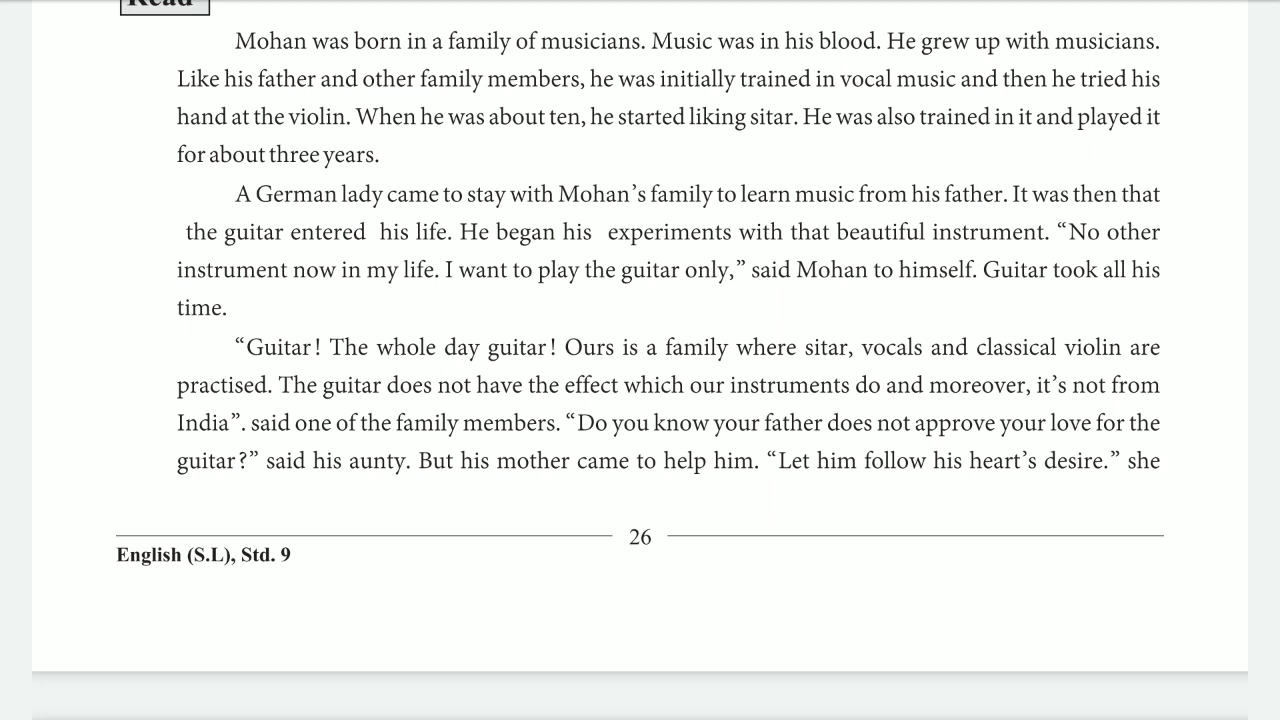 Read
Mohan was born in a family of musicians. Music was in his blood. He grew up with musicians.
Like his father and other family members, he was initially trained in vocal music and then he tried his
hand at the violin. When he was about ten, he started liking sitar. He was also trained in it and played it
for about three years.
A German lady came to stay with Mohan’s family to learn music from his father. It was then that
the guitar entered his life. He began his experiments with that beautiful instrument. “No other
instrument now in my life. I want to play the guitar only,” said Mohan to himself. Guitar took all his
time.
“Guitar! The whole day guitar! Ours is a family where sitar, vocals and classical violin are
practised. The guitar does not have the effect which our instruments do and moreover, it’s not from
India”. said one of the family members. “Do you know your father does not approve your love for the
guitar?” said his aunty. But his mother came to help him. “Let him follow his heart’s desire.” she
26
English (S.L), Std. 9